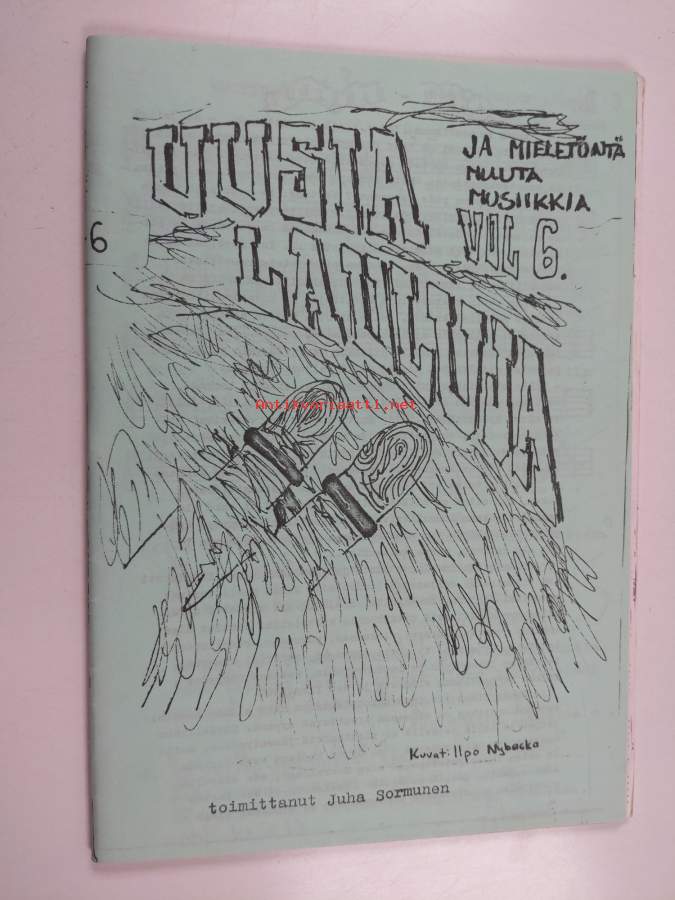 UUSIA
LAULUJA
JA MIELETÖNTÄ
MUUTA
MUSIIKKIA
VOL 6.
6
Antikvariaatti.net
Kuvat: Ilpo Nybacka
toimittanut Juha Sormunen